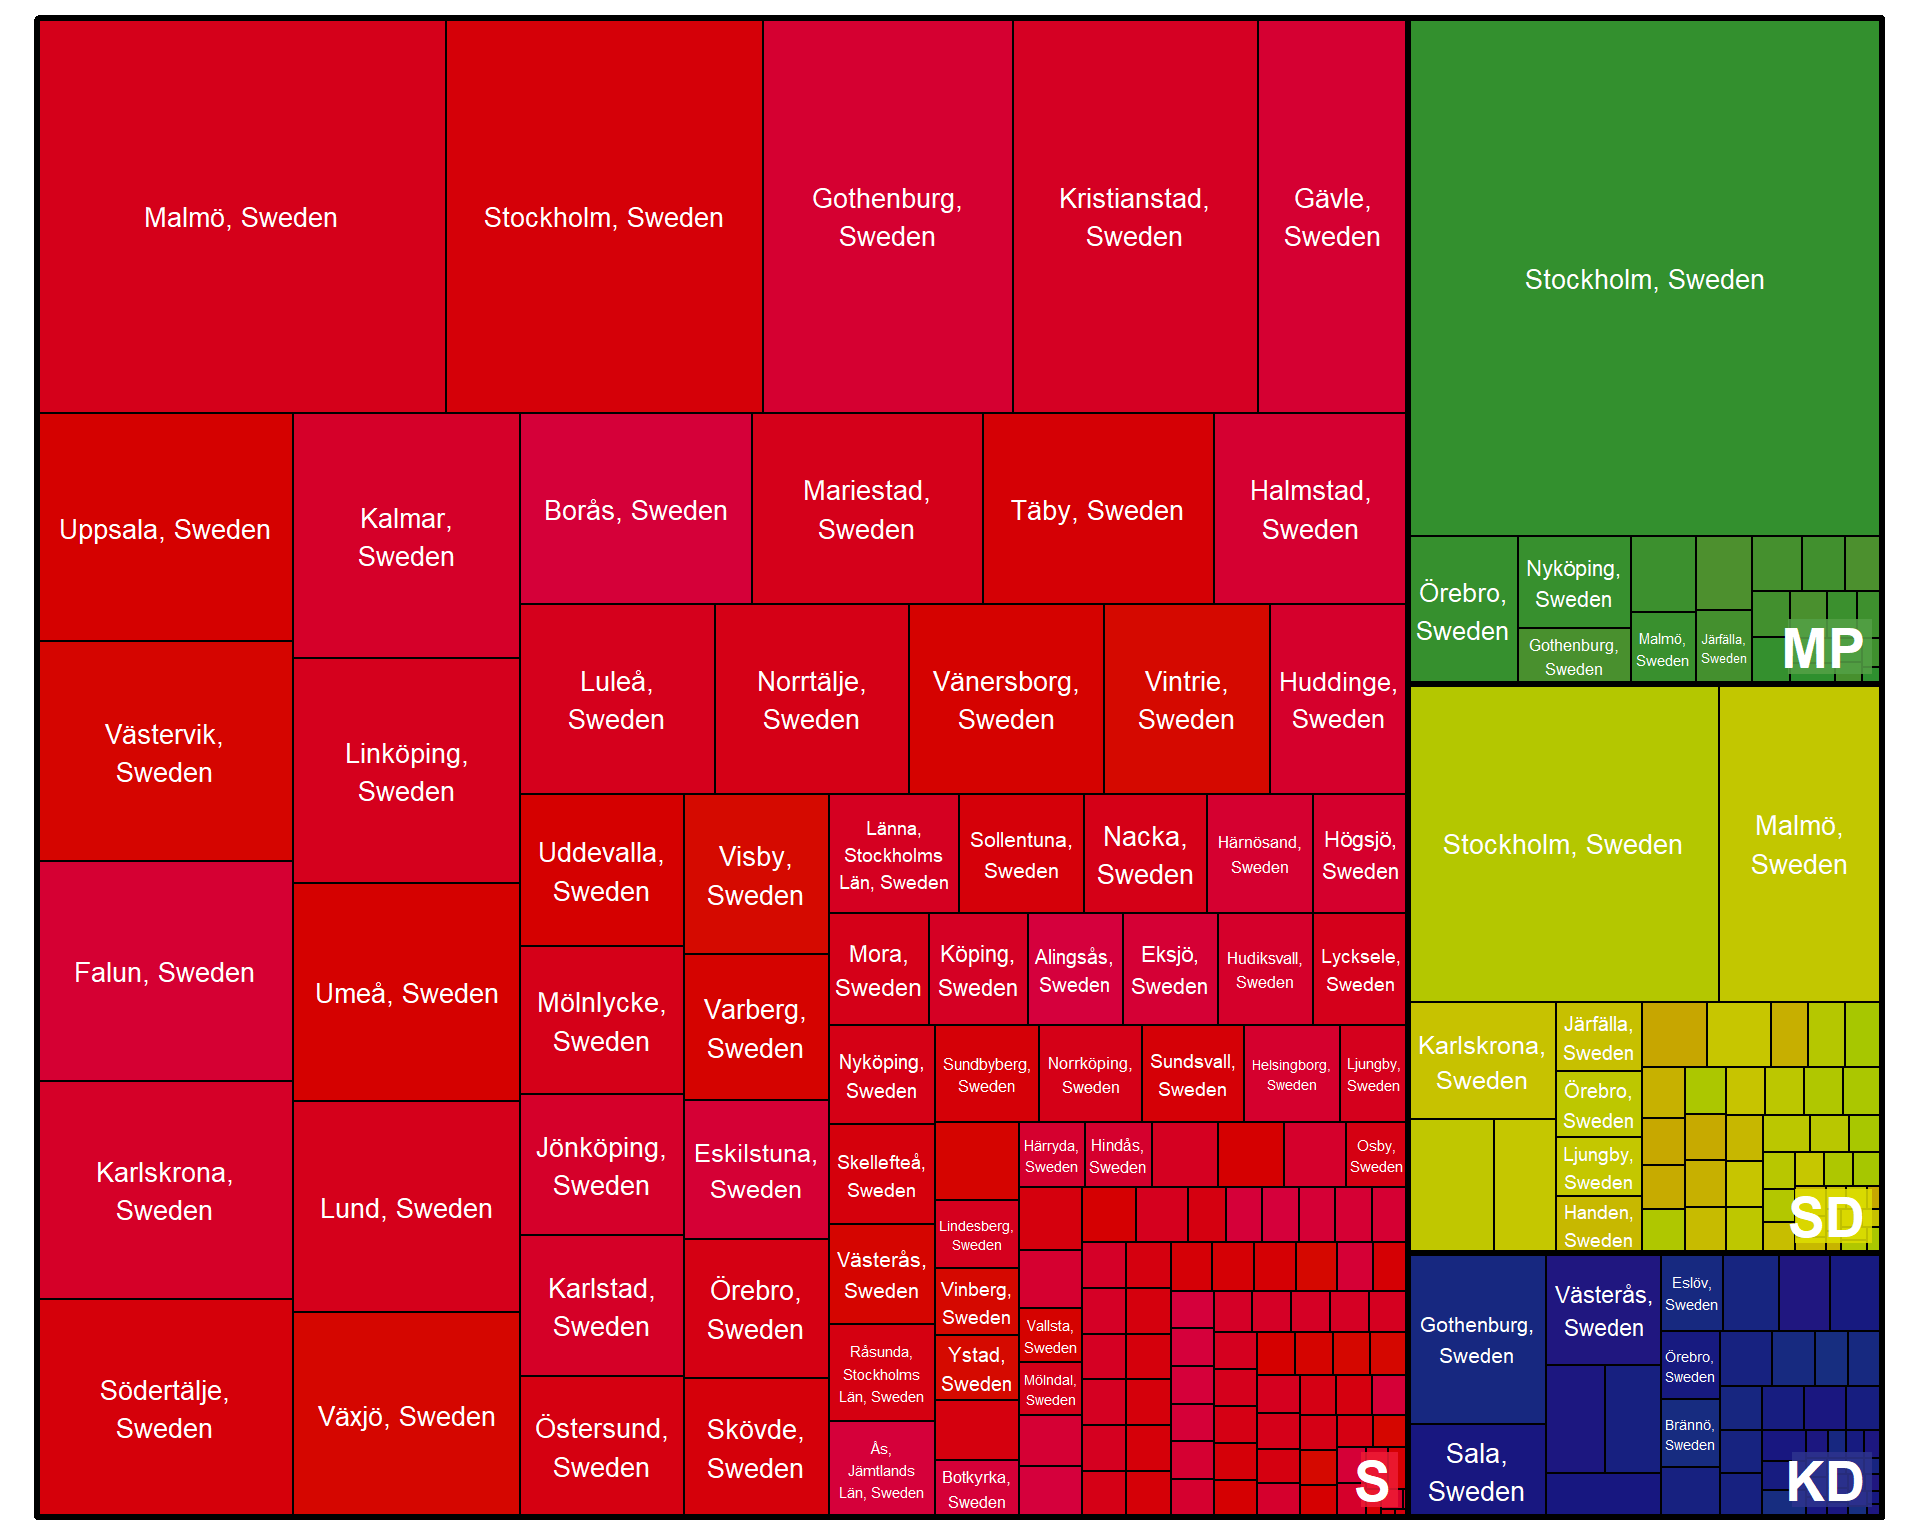 Malmö, Sweden
Stockholm, Sweden
Gothenburg,
Sweden
Kristianstad,
Sweden
Gävle,
Sweden
Uppsala, Sweden
Västervik,
Sweden
Falun, Sweden
Karlskrona,
Sweden
Södertälje,
Sweden
Kalmar,
Sweden
Linköping,
Sweden
Umeå, Sweden
Lund, Sweden
Växjö, Sweden
Borås, Sweden
Mariestad,
Sweden
Täby, Sweden
Halmstad,
Sweden
Luleå,
Sweden
Norrtälje,
Sweden
Vänersborg,
Sweden
Vintrie,
Sweden
Huddinge,
Sweden
Uddevalla,
Sweden
Mölnlycke,
Sweden
Jönköping,
Sweden
Karlstad,
Sweden
Östersund,
Sweden
Visby,
Sweden
Varberg,
Sweden
Eskilstuna,
Sweden
Örebro,
Sweden
Skövde,
Sweden
Länna,
Stockholms
Län, Sweden
Sollentuna,
Sweden
Nacka,
Sweden
Härnösand,
Sweden
Högsjö,
Sweden
Mora,
Sweden
Köping,
Sweden
Alingsås,
Sweden
Eksjö,
Sweden
Hudiksvall,
Sweden
Lycksele,
Sweden
Nyköping,
Sweden
Skellefteå,
Sweden
Västerås,
Sweden
Råsunda,
Stockholms
Län, Sweden
Ås,
Jämtlands
Län, Sweden
Sundbyberg,
Sweden
Norrköping,
Sweden
Sundsvall,
Sweden
Helsingborg,
Sweden
Ljungby,
Sweden
Lindesberg,
Sweden
Vinberg,
Sweden
Ystad,
Sweden
Botkyrka,
Sweden
Härryda,
Sweden
Hindås,
Sweden
Osby,
Sweden
Vallsta,
Sweden
Mölndal,
Sweden
S
Stockholm, Sweden
Örebro,
Sweden
Nyköping,
Sweden
Gothenburg,
Sweden
Malmö,
Sweden
Järfälla,
Sweden
MP
Stockholm, Sweden
Malmö,
Sweden
Karlskrona,
Sweden
Järfälla,
Sweden
Örebro,
Sweden
Ljungby,
Sweden
Handen,
Sweden
SD
Gothenburg,
Sweden
Sala,
Sweden
Västerås,
Sweden
Eslöv,
Sweden
Örebro,
Sweden
Brännö,
Sweden
KD